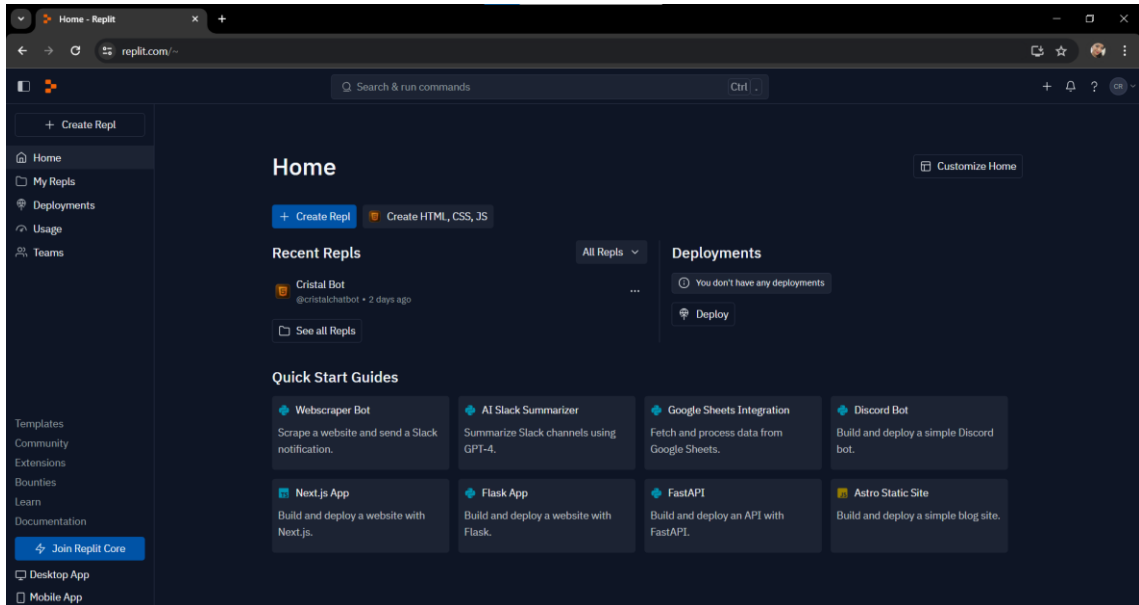 Home - Replit
replit.com/~
Search & run commands
Ctrl .
CR
+ Create Repl
Home
My Repls
Deployments
Usage
Teams
Templates
Community
Extensions
Bounties
Learn
Documentation
Join Replit Core
Desktop App
Mobile App
Home
Customize Home
+ Create Repl
Create HTML, CSS, JS
Recent Repls
All Repls
Cristal Bot
@cristalchatbot • 2 days ago
See all Repls
Deployments
You don't have any deployments
Deploy
Quick Start Guides
Webscraper Bot
Scrape a website and send a Slack
notification.
AI Slack Summarizer
Summarize Slack channels using
GPT-4.
Google Sheets Integration
Fetch and process data from
Google Sheets.
Discord Bot
Build and deploy a simple Discord
bot.
Next.js App
Build and deploy a website with
Next.js.
Flask App
Build and deploy a website with
Flask.
FastAPI
Build and deploy an API with
FastAPI.
Astro Static Site
Build and deploy a simple blog site.